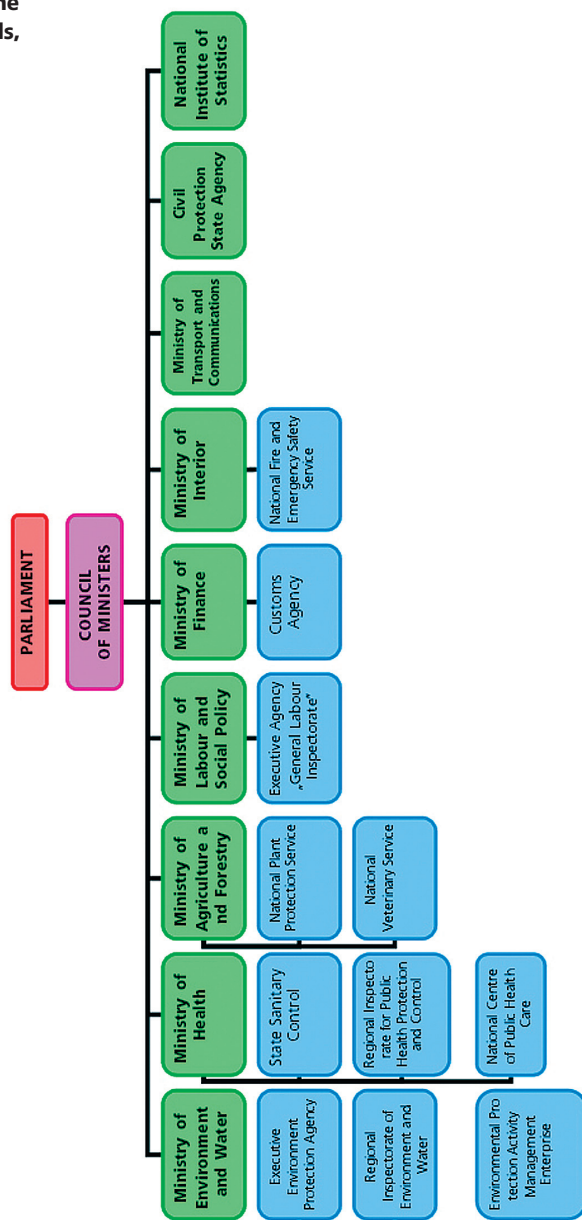 ne
ds,
PARLIAMENT
COUNCIL
OF MINISTERS
Ministry of
Environment
and Water
Ministry of
Health
Ministry of
Agriculture a
nd Forestry
Ministry of
Labour and
Social Policy
Ministry of
Finance
Ministry of
Interior
Ministry of
Transport and
Communications
Civil
Protection
State Agency
National
Institute of
Statistics
Executive
Environment
Protection Agency
State Sanitary
Control
National Plant
Protection Service
Executive Agency
„General Labour
Inspectorate”
Customs
Agency
National Fire and
Emergency Safety
Service
Regional
Inspectorate of
Environment and
Water
Regional Inspecto
rate for Public
Health Protection
and Control
National
Veterinary Service
Environmental Pro
tection Activity
Management
Enterprise
National Centre
of Public Health
Care